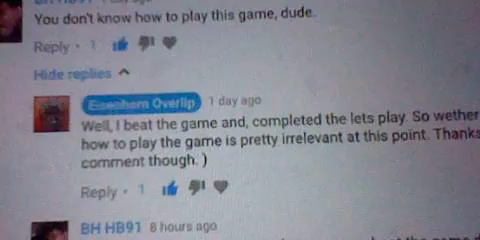 You don't know how to play this game, dude.
Reply • 1
Hide replies
Eisenhorn Overlip 1 day ago
Well, I beat the game and, completed the lets play. So wether
how to play the game is pretty irrelevant at this point. Thanks
comment though. )
Reply • 1
BH HB91 8 hours ago